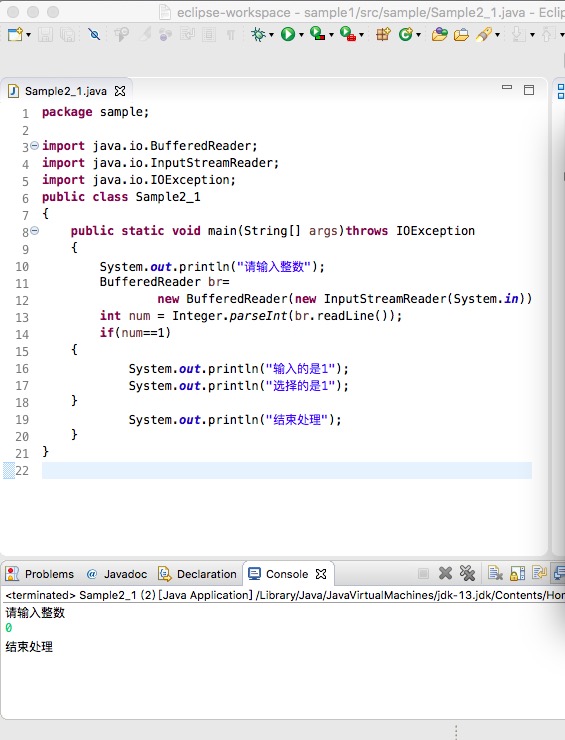 eclipse-workspace - sample1/src/sample/Sample2_1.java - Eclip
Sample2_1.java
1 package sample;
2
3 import java.io.BufferedReader;
4 import java.io.InputStreamReader;
5 import java.io.IOException;
6 public class Sample2_1
7 {
8 public static void main(String[] args)throws IOException
9 {
10 System.out.println("请输入整数");
11 BufferedReader br=
12 new BufferedReader(new InputStreamReader(System.in))
13 int num = Integer.parseInt(br.readLine());
14 if(num==1)
15 {
16 System.out.println("输入的是1");
17 System.out.println("选择的是1");
18 }
19 System.out.println("结束处理");
20 }
21 }
22
Problems @ Javadoc Declaration Console
<terminated> Sample2_1 (2) [Java Application] /Library/Java/JavaVirtualMachines/jdk-13.jdk/Contents/Hor
请输入整数
0
结束处理